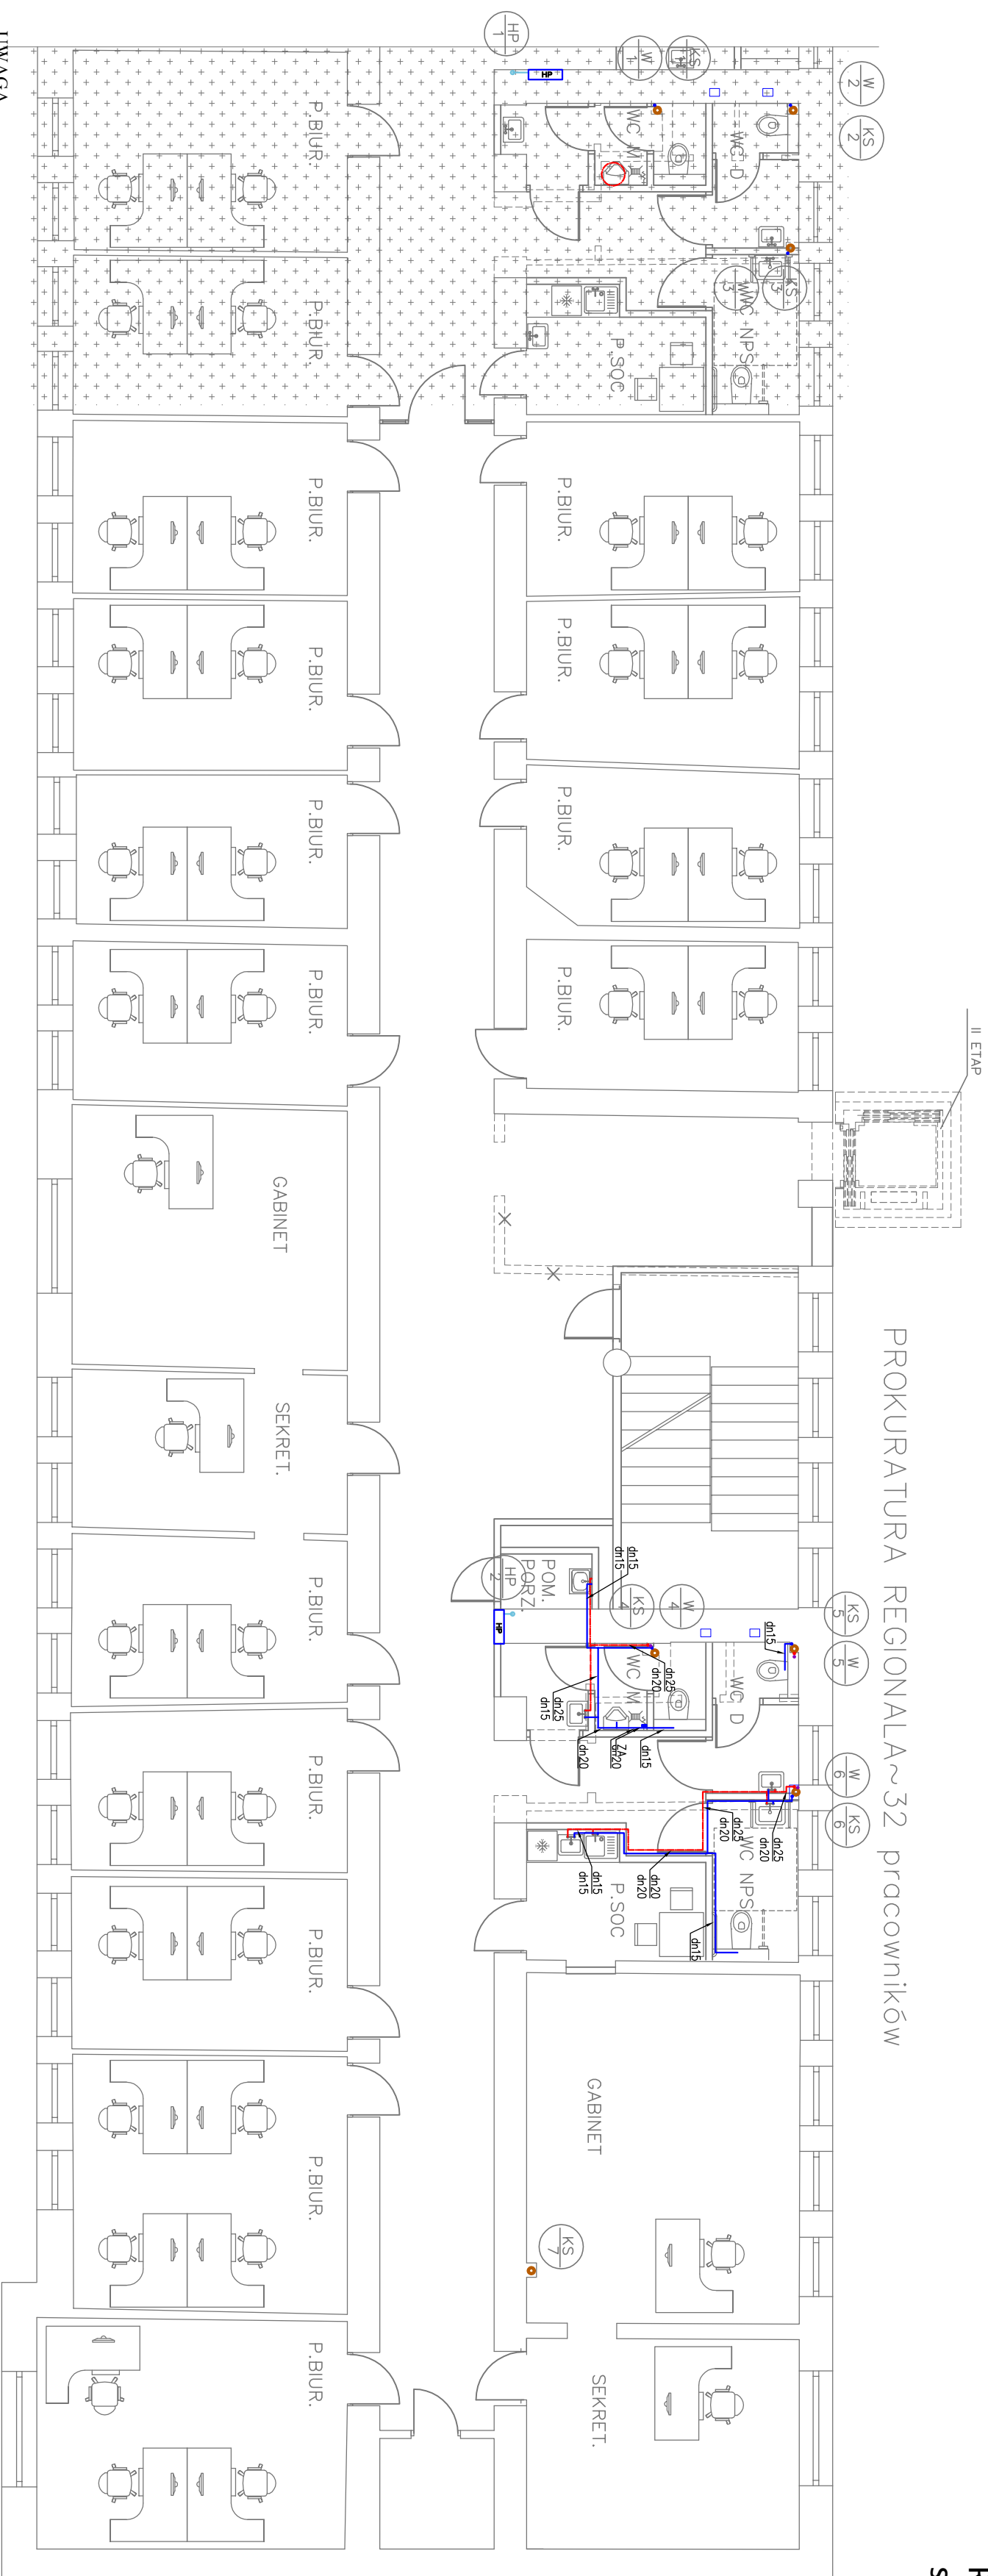 PROKURATURA REGIONALNA~32 pracowników
II ETAP
W
2
KS
2
KS
1
W
1
HP
1
HP
WC M
WC D
KS
3
W
3
WC NPS
P.SOC
P.BIUR.
P.BIUR.
P.BIUR.
P.BIUR.
P.BIUR.
P.BIUR.
P.BIUR.
P.BIUR.
P.BIUR.
P.BIUR.
GABINET
SEKRET.
POM.
PORZ.
HP
2
HP
dn15
dn15
KS
4
W
4
KS
5
W
5
dn15
WC M
WC D
dn25
dn20
dn25
dn15
dn20
ZA
dn20
dn15
W
6
KS
6
dn25
dn20
dn25
dn20
dn20
dn20
dn15
dn15
dn15
WC NPS
P.SOC
P.BIUR.
P.BIUR.
P.BIUR.
P.BIUR.
P.BIUR.
GABINET
KS
7
SEKRET.
UWAGA